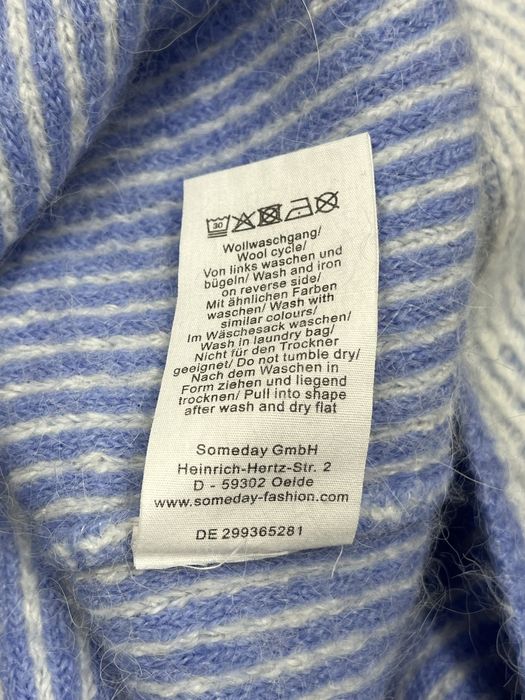 30
Wollwaschgang/
Wool cycle/
Von links waschen und
bügeln/ Wash and iron
on reverse side/
Mit ähnlichen Farben
waschen/ Wash with
similar colours/
Im Wäschesack waschen/
Wash in laundry bag/
Nicht für den Trockner
geeignet/ Do not tumble dry/
Nach dem Waschen in
Form ziehen und liegend
trocknen/ Pull into shape
after wash and dry flat
Someday GmbH
Heinrich-Hertz-Str. 2
D - 59302 Oelde
www.someday-fashion.com
DE 299365281